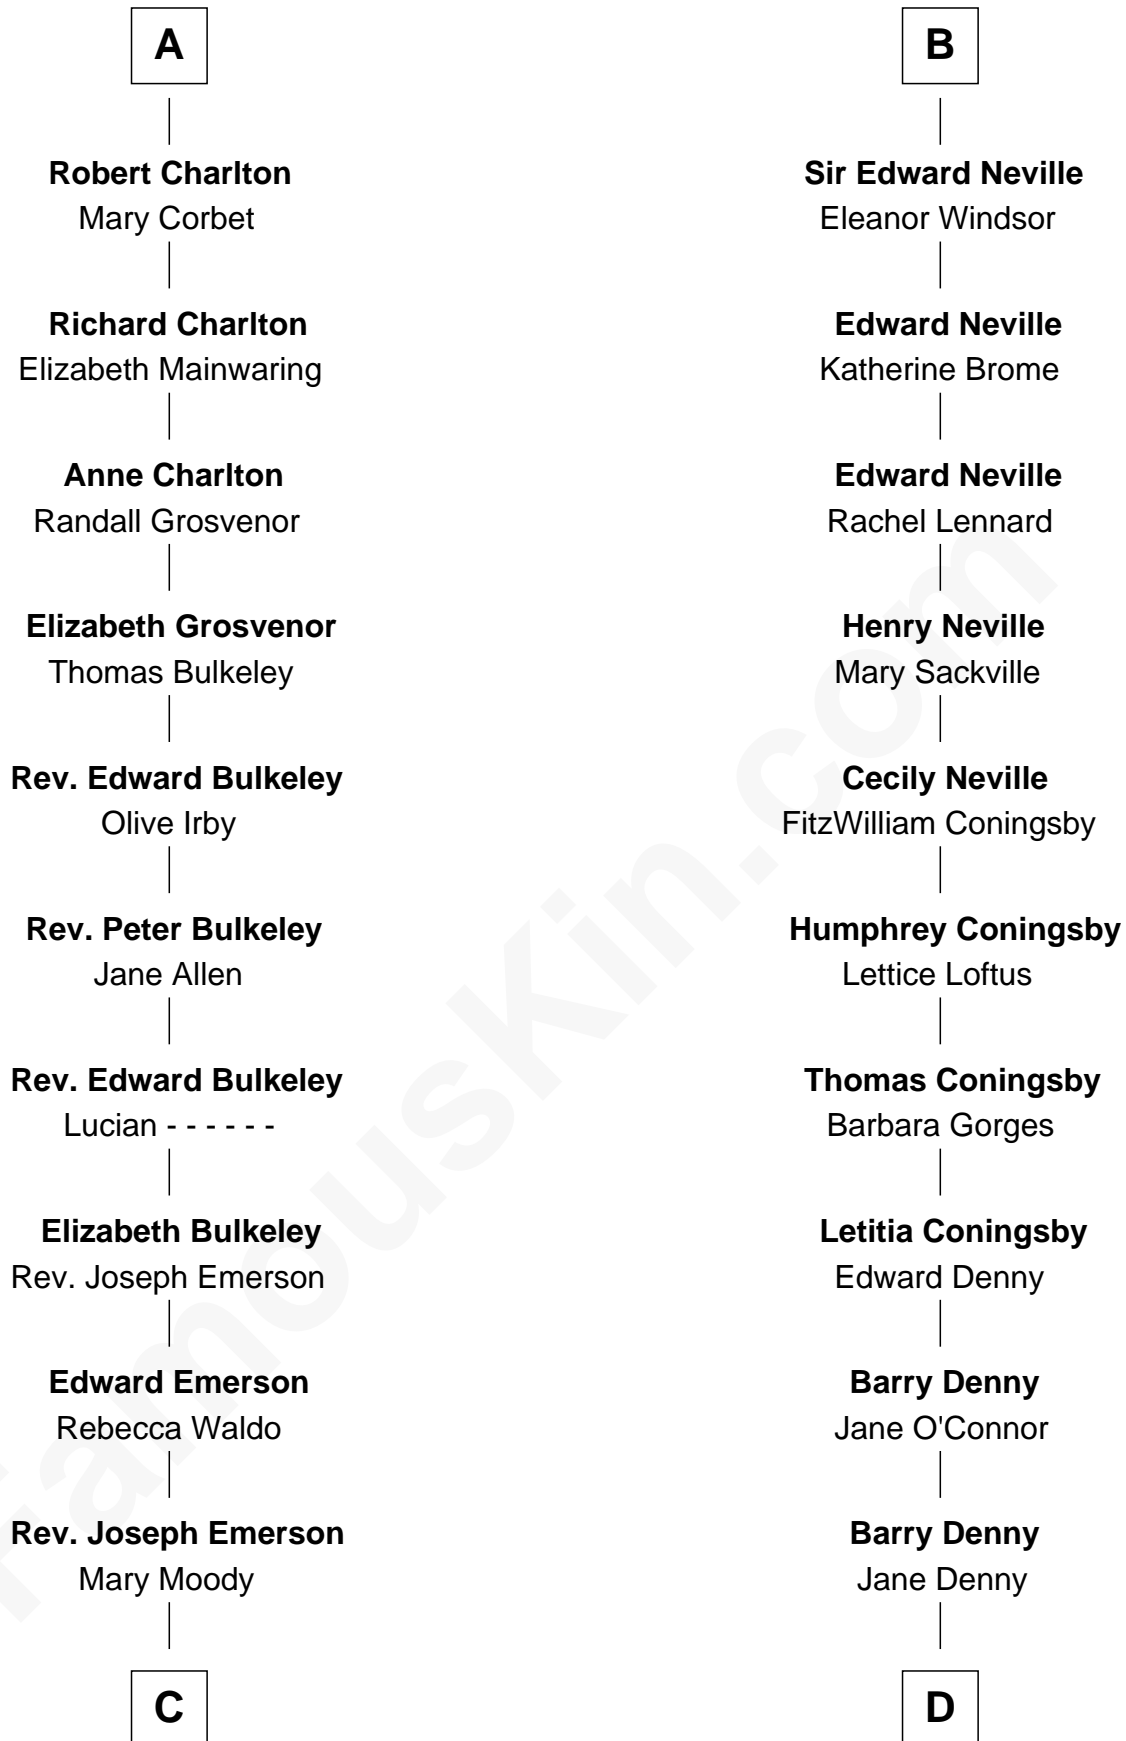 A
Robert Charlton
Mary Corbet
Richard Charlton
Elizabeth Mainwaring
Anne Charlton
Randall Grosvenor
Elizabeth Grosvenor
Thomas Bulkeley
Rev. Edward Bulkeley
Olive Irby
Rev. Peter Bulkeley
Jane Allen
Rev. Edward Bulkeley
Lucian - - - - - -
Elizabeth Bulkeley
Rev. Joseph Emerson
Edward Emerson
Rebecca Waldo
Rev. Joseph Emerson
Mary Moody
C
B
Sir Edward Neville
Eleanor Windsor
Edward Neville
Katherine Brome
Edward Neville
Rachel Lennard
Henry Neville
Mary Sackville
Cecily Neville
FitzWilliam Coningsby
Humphrey Coningsby
Lettice Loftus
Thomas Coningsby
Barbara Gorges
Letitia Coningsby
Edward Denny
Barry Denny
Jane O'Connor
Barry Denny
Jane Denny
D
FamousKin.com